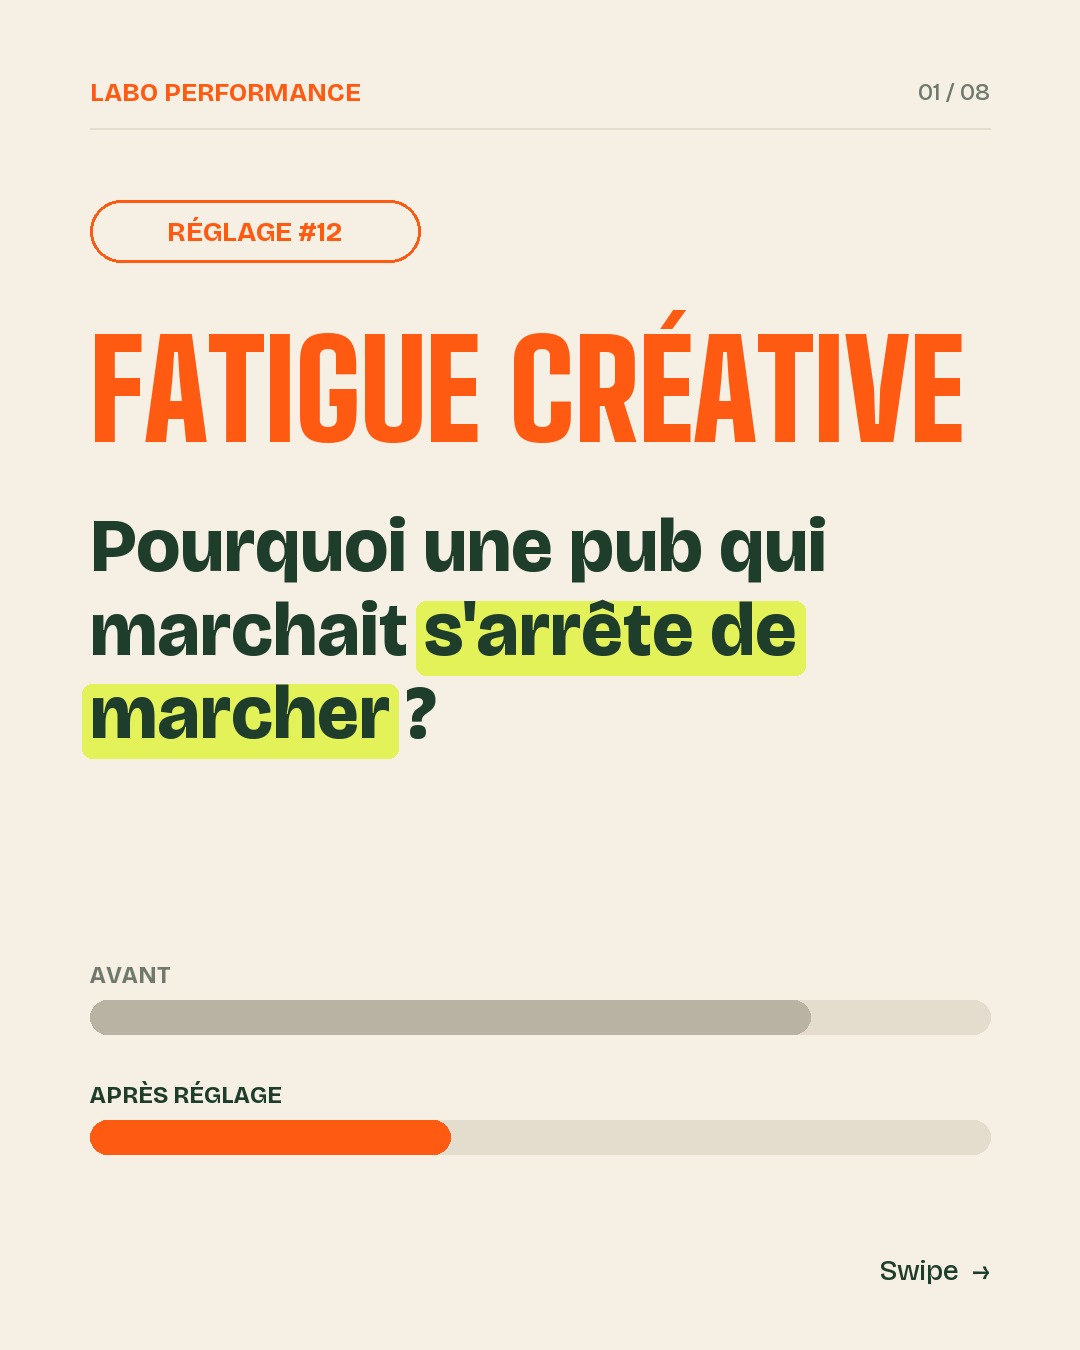 LABO PERFORMANCE
01 / 08
RÉGLAGE #12
FATIGUE CRÉATIVE
Pourquoi une pub qui
marchait s'arrête de
marcher ?
AVANT
APRÈS RÉGLAGE
Swipe →